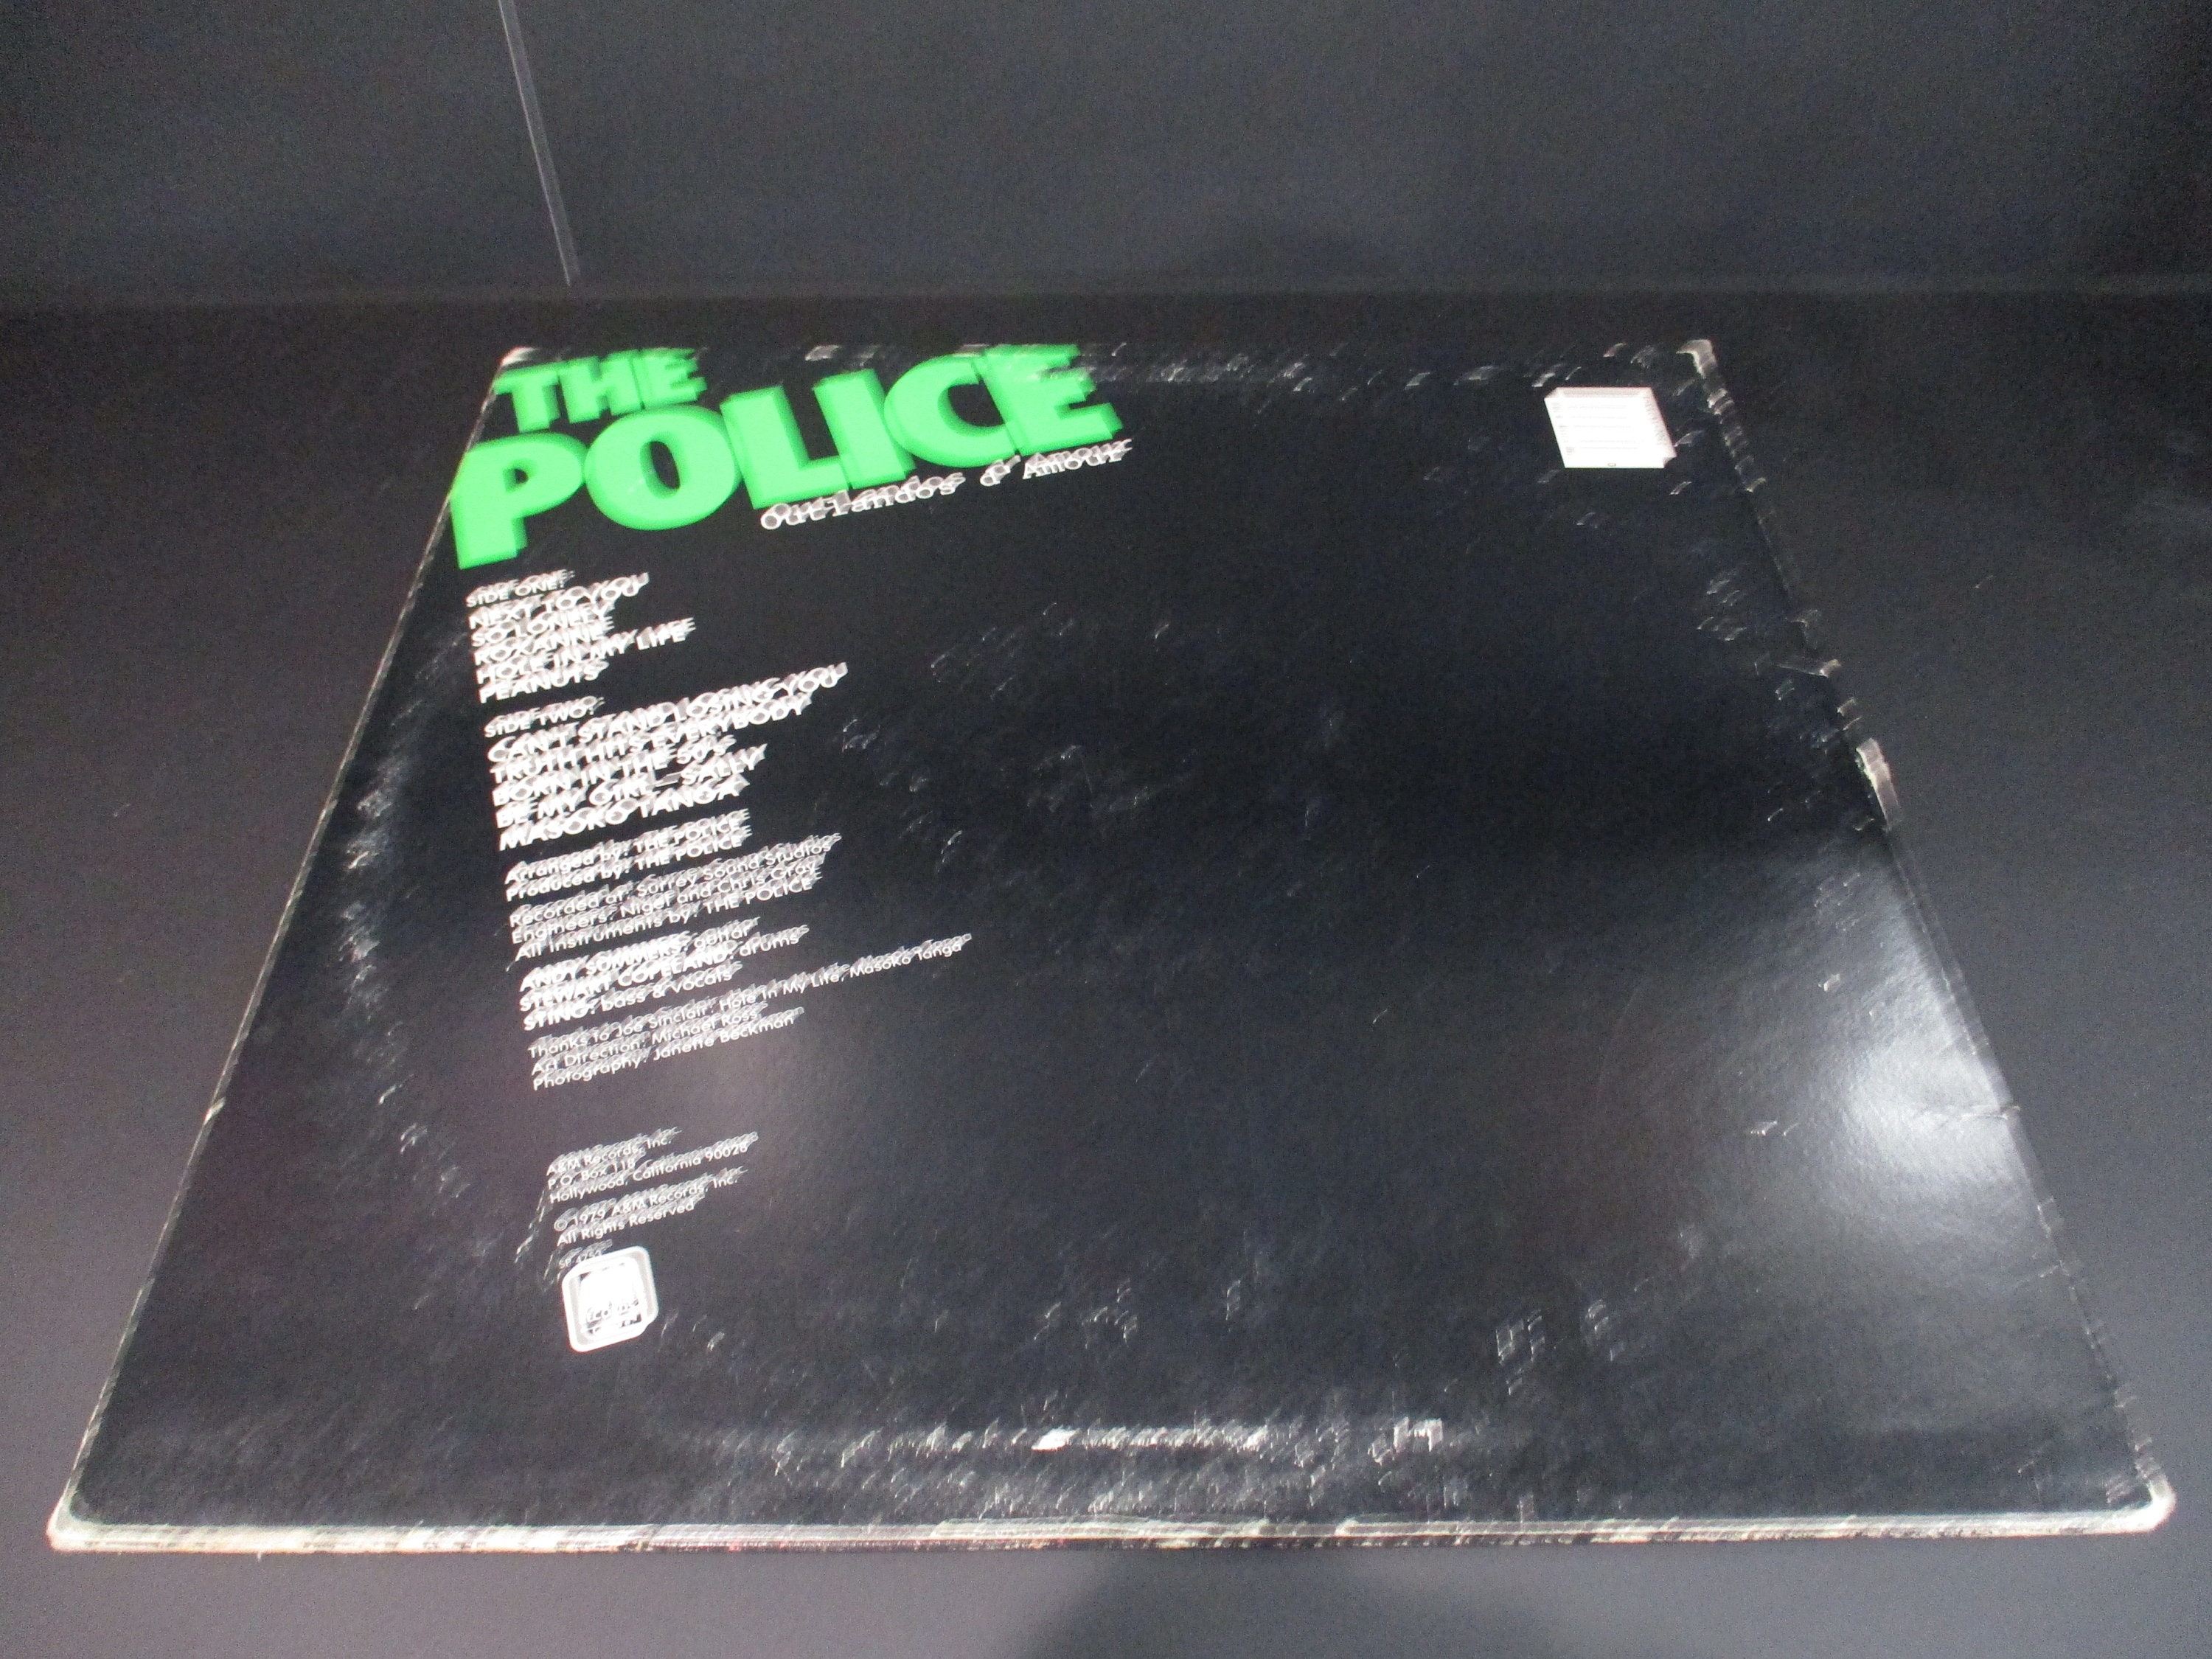 THE
POLICE
Outlandos d'Amour
SIDE ONE:
NEXT TO YOU
SO LONELY
ROXANNE
HOLE IN MY LIFE
PEANUTS
SIDE TWO:
CAN'T STAND LOSING YOU
TRUTH HITS EVERYBODY
BORN IN THE 50's
BE MY GIRL—SALLY
MASOKO TANGA
Arranged by: THE POLICE
Produced by: THE POLICE
Recorded at: Surrey Sound Studios
Engineers: Nigel and Chris Gray
All instruments by: THE POLICE
ANDY SUMMERS: guitar
STEWART COPELAND: drums
STING: bass & vocals
Thanks to Joe Sinclair: Hole In My Life, Masoko Tanga
Art Direction: Michael Ross
Photography: Janette Beckman
A&M Records, Inc.
P.O. Box 118
Hollywood, California 90028
© 1979 A&M Records, Inc.
All Rights Reserved